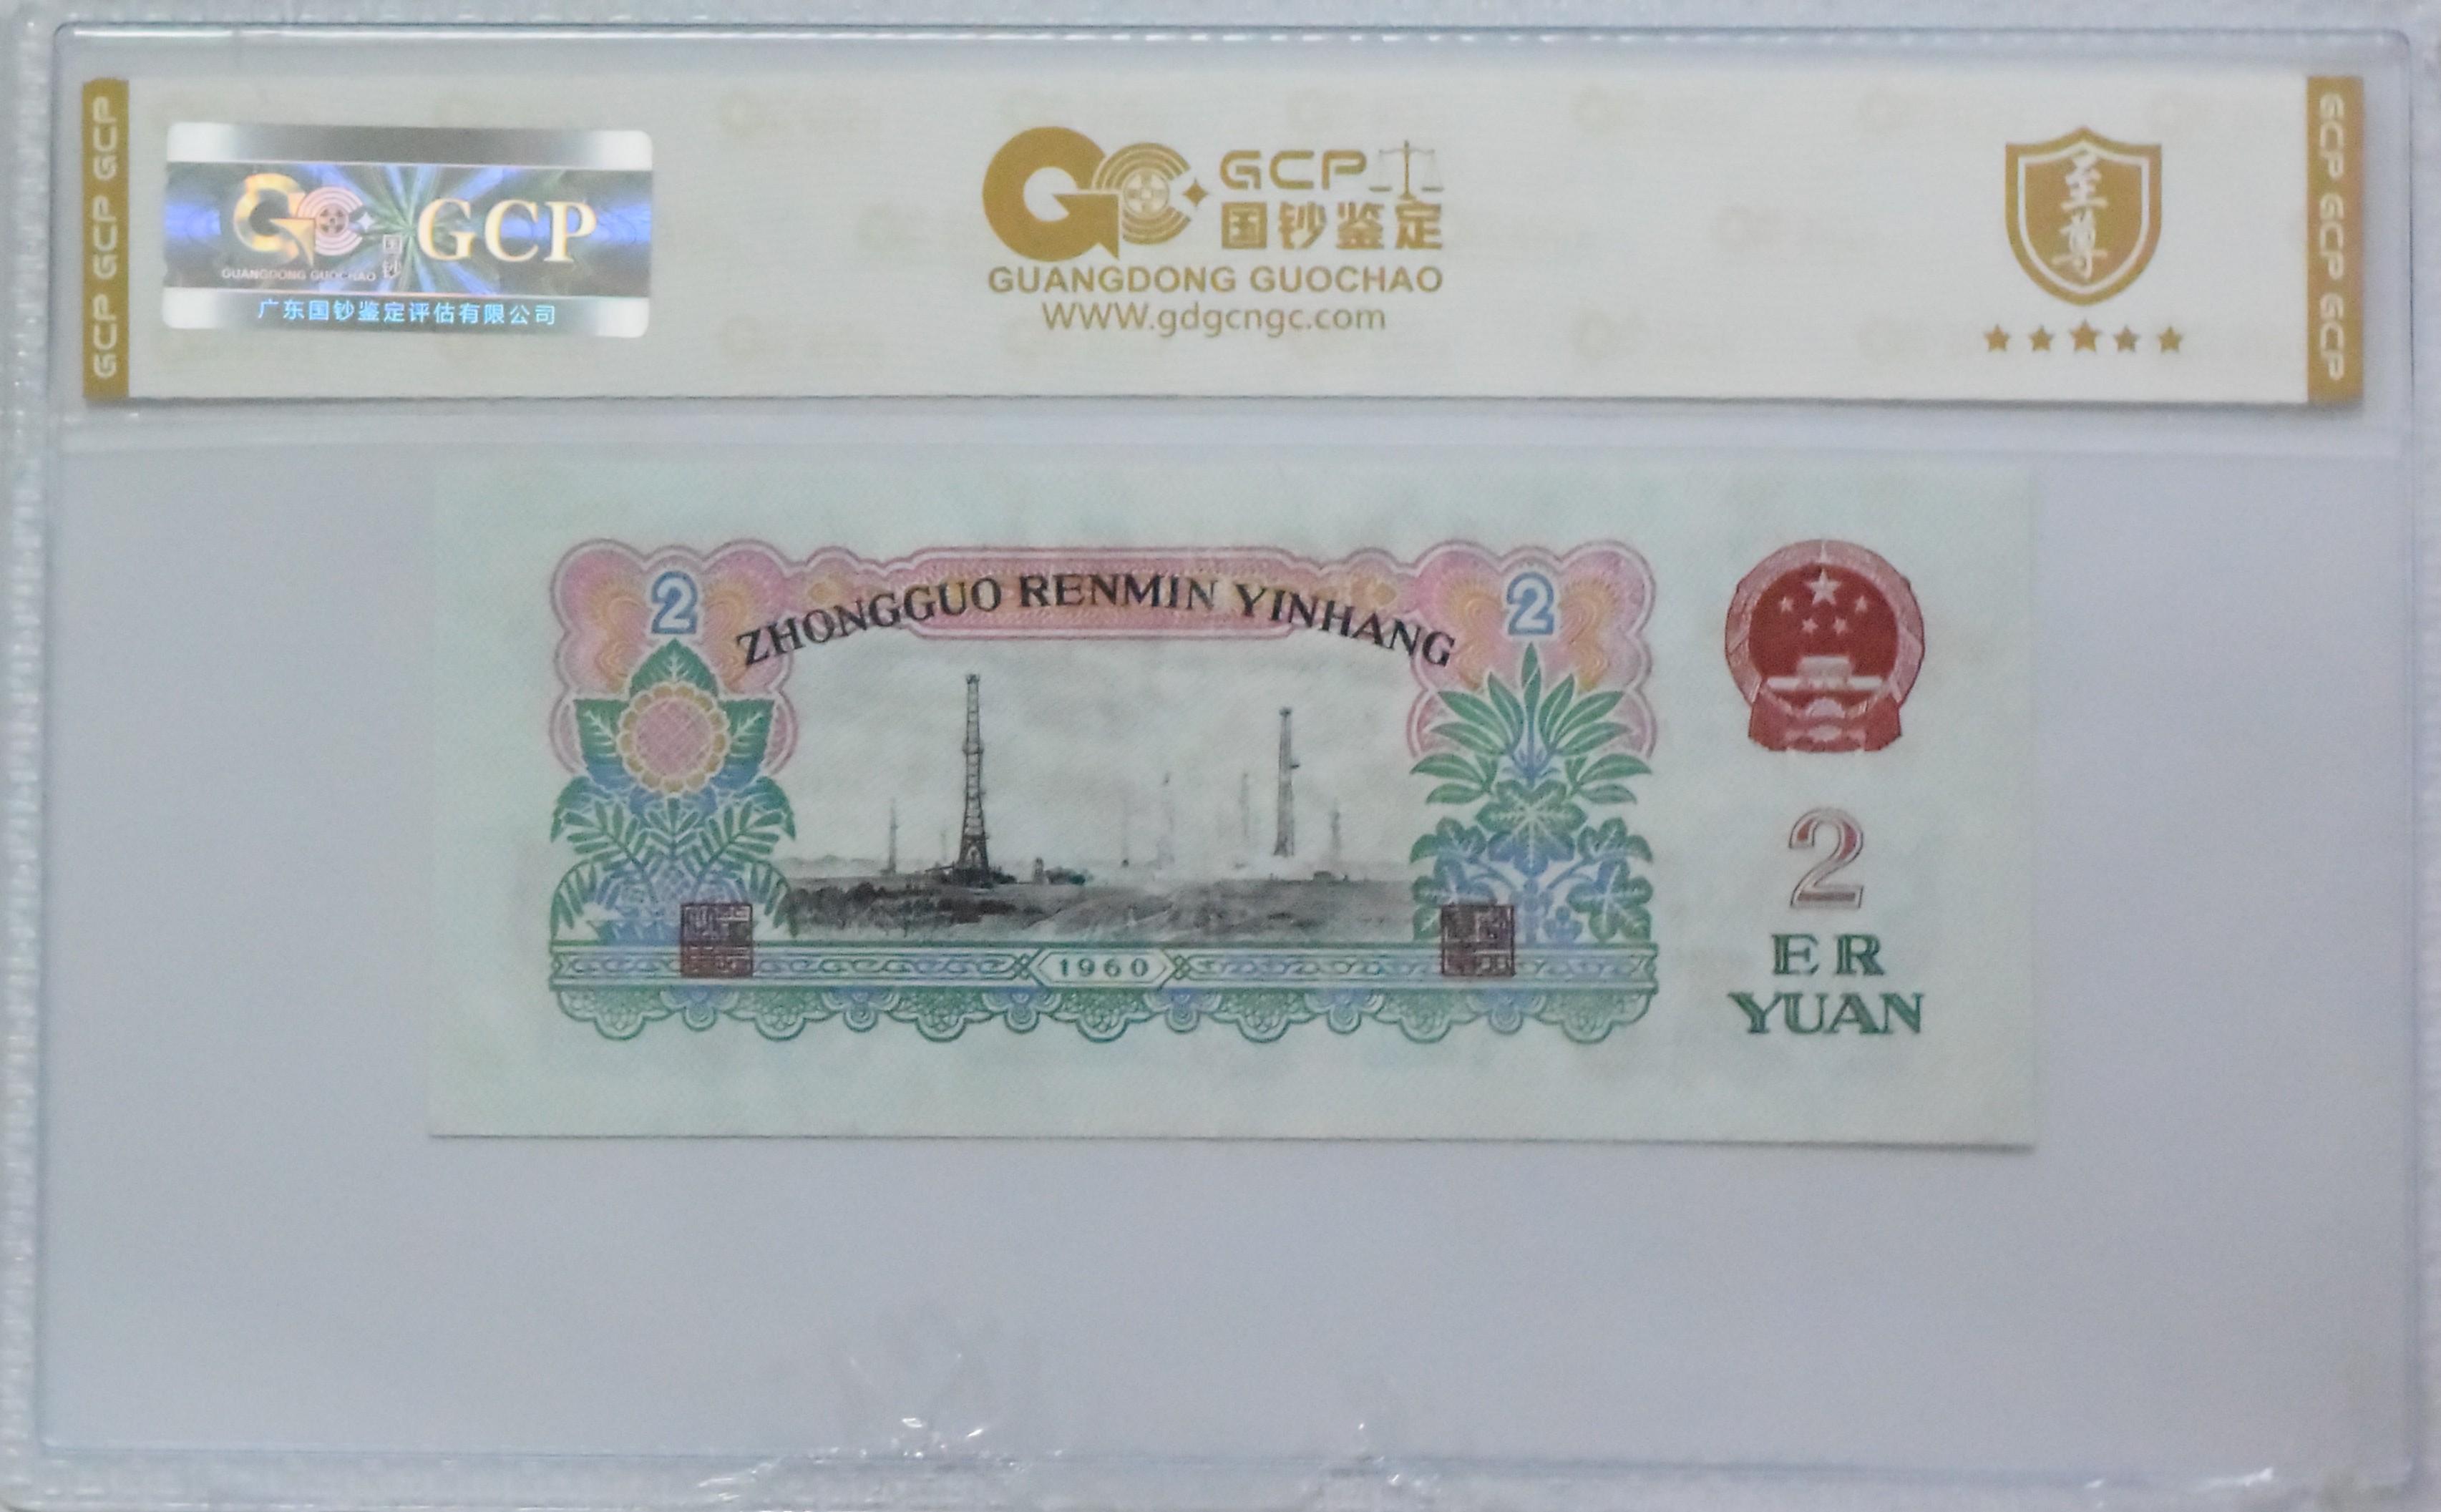 GCP GCP GCP
GUANGDONG GUOCHAO
国钞
GCP
广东国钞鉴定评估有限公司
GCP
国钞鉴定
GUANGDONG GUOCHAO
WWW.gdgcngc.com
至尊
GCP GCP GCP
2
ZHONGGUO RENMIN YINHANG
2
1960
2
ER
YUAN